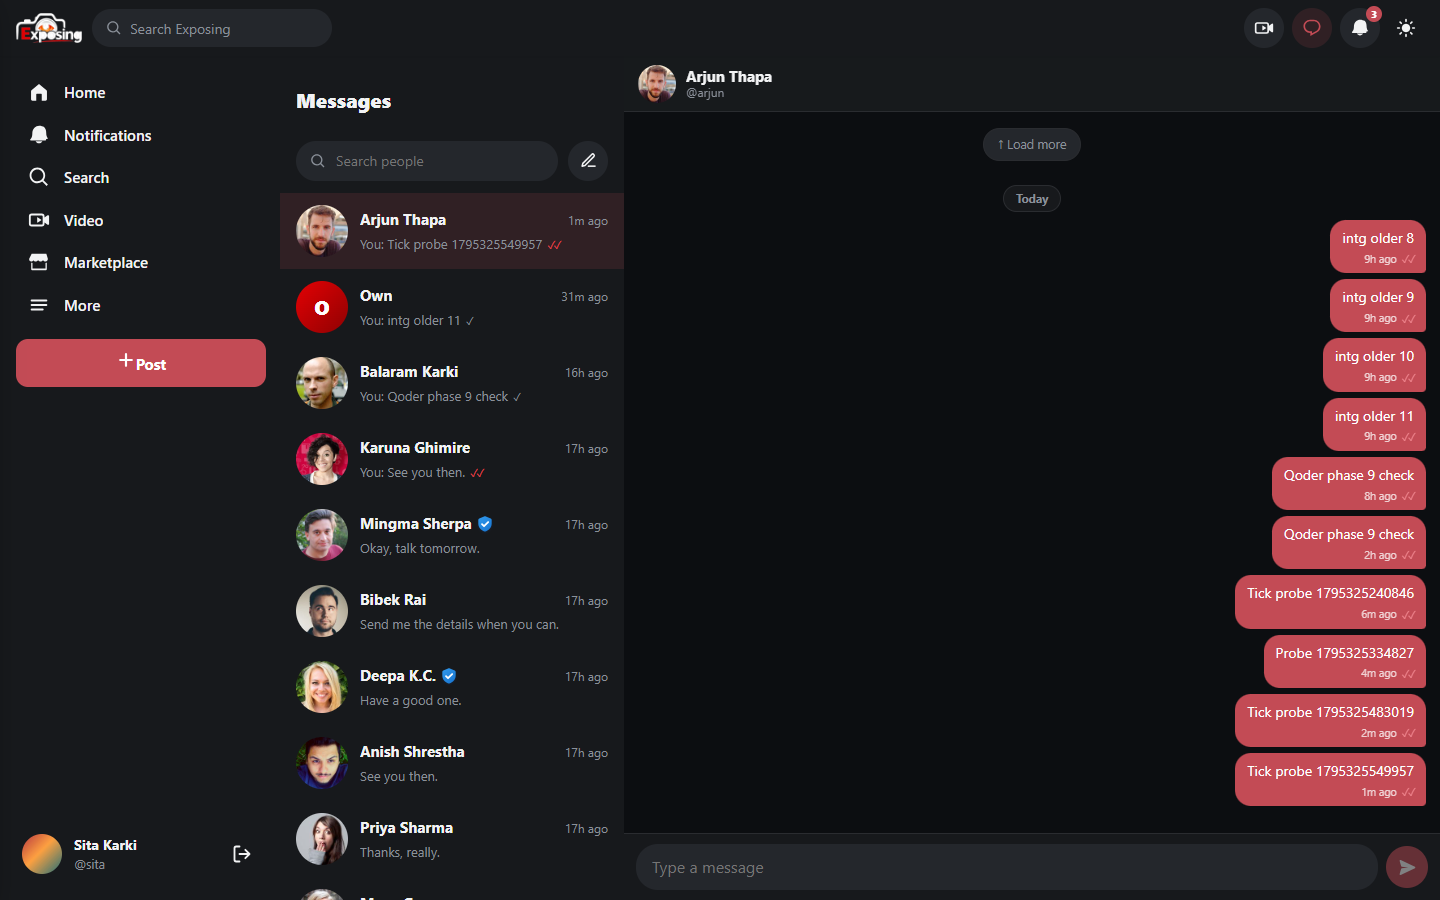 Exposing
Search Exposing
3
Home
Notifications
Search
Video
Marketplace
More
+ Post
Sita Karki
@sita
Messages
Search people
Arjun Thapa
1m ago
You: Tick probe 1795325549957 ✓✓
O
Own
31m ago
You: intg older 11 ✓
Balaram Karki
16h ago
You: Qoder phase 9 check ✓
Karuna Ghimire
17h ago
You: See you then. ✓✓
Mingma Sherpa
17h ago
Okay, talk tomorrow.
Bibek Rai
17h ago
Send me the details when you can.
Deepa K.C.
17h ago
Have a good one.
Anish Shrestha
17h ago
See you then.
Priya Sharma
17h ago
Thanks, really.
Arjun Thapa
@arjun
↑ Load more
Today
intg older 8
9h ago ✓✓
intg older 9
9h ago ✓✓
intg older 10
9h ago ✓✓
intg older 11
9h ago ✓✓
Qoder phase 9 check
8h ago ✓✓
Qoder phase 9 check
2h ago ✓✓
Tick probe 1795325240846
6m ago ✓✓
Probe 1795325334827
4m ago ✓✓
Tick probe 1795325483019
2m ago ✓✓
Tick probe 1795325549957
1m ago ✓✓
Type a message